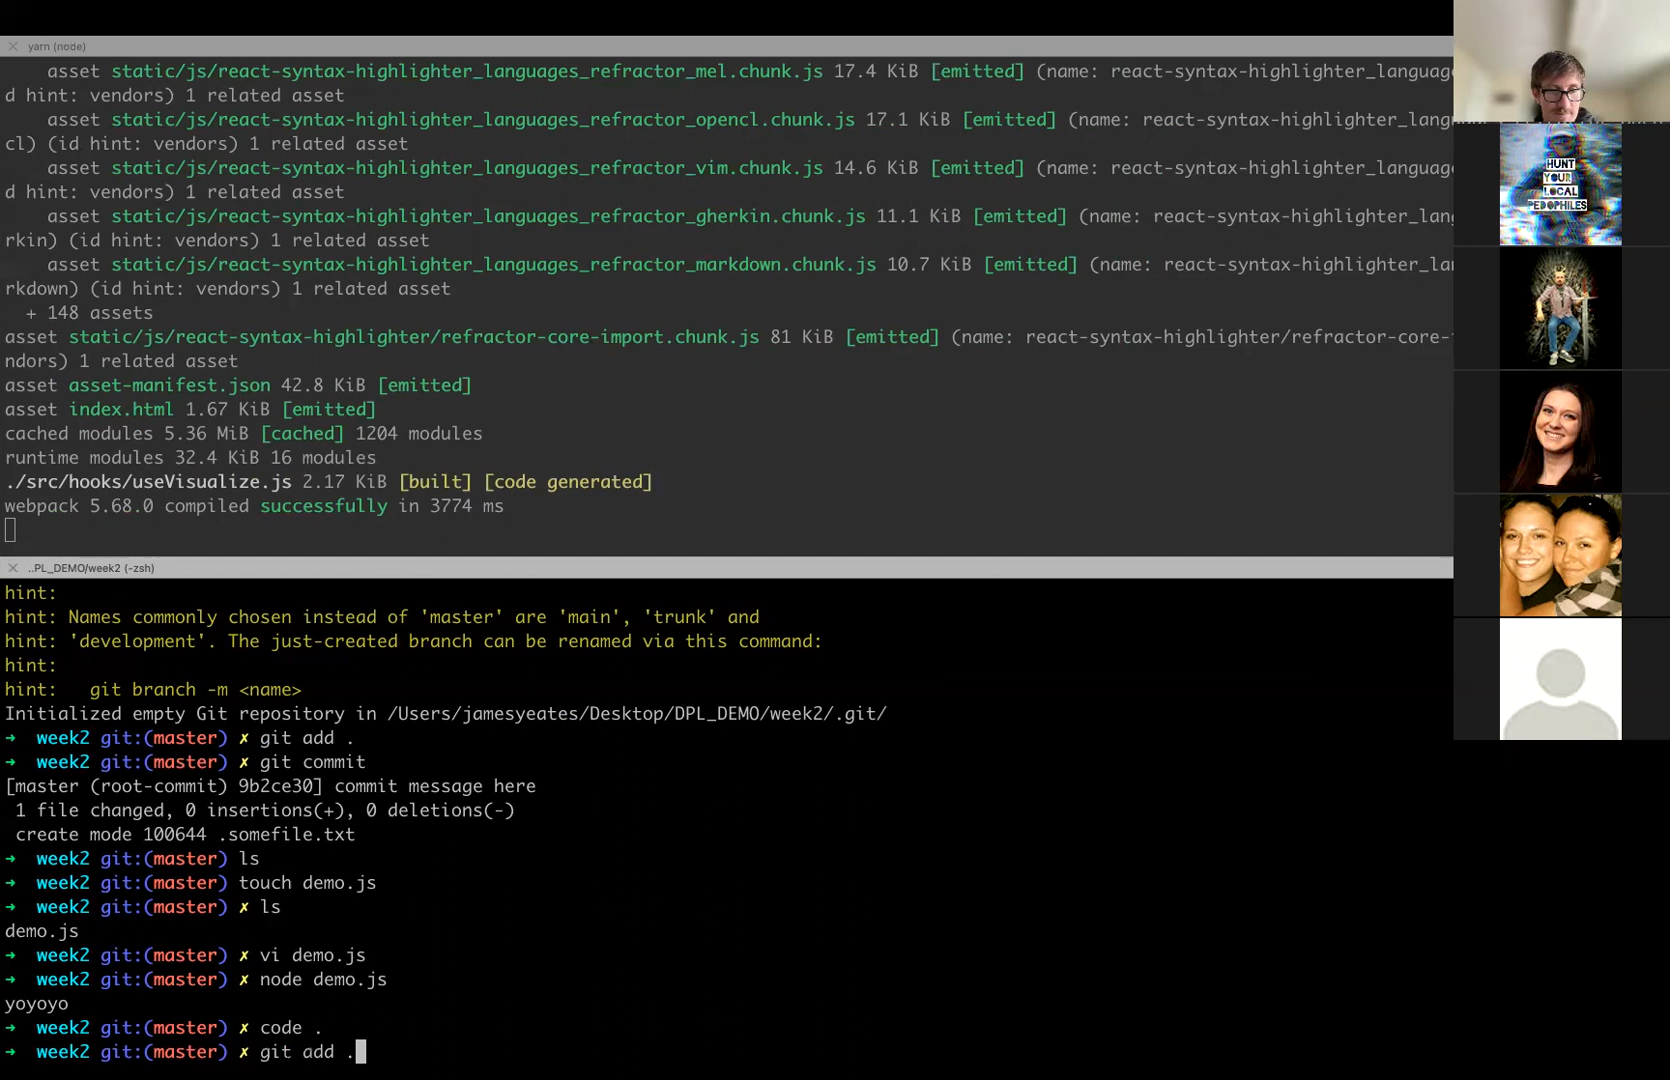 yarn (node)
asset static/js/react-syntax-highlighter_languages_refractor_mel.chunk.js 17.4 KiB [emitted] (name: react-syntax-highlighter_languag
d hint: vendors) 1 related asset
asset static/js/react-syntax-highlighter_languages_refractor_opencl.chunk.js 17.1 KiB [emitted] (name: react-syntax-highlighter_lang
cl) (id hint: vendors) 1 related asset
asset static/js/react-syntax-highlighter_languages_refractor_vim.chunk.js 14.6 KiB [emitted] (name: react-syntax-highlighter_languag
d hint: vendors) 1 related asset
asset static/js/react-syntax-highlighter_languages_refractor_gherkin.chunk.js 11.1 KiB [emitted] (name: react-syntax-highlighter_lan
rkin) (id hint: vendors) 1 related asset
asset static/js/react-syntax-highlighter_languages_refractor_markdown.chunk.js 10.7 KiB [emitted] (name: react-syntax-highlighter_la
rkdown) (id hint: vendors) 1 related asset
+ 148 assets
asset static/js/react-syntax-highlighter/refractor-core-import.chunk.js 81 KiB [emitted] (name: react-syntax-highlighter/refractor-core-
ndors) 1 related asset
asset asset-manifest.json 42.8 KiB [emitted]
asset index.html 1.67 KiB [emitted]
cached modules 5.36 MiB [cached] 1204 modules
runtime modules 32.4 KiB 16 modules
./src/hooks/useVisualize.js 2.17 KiB [built] [code generated]
webpack 5.68.0 compiled successfully in 3774 ms
..PL_DEMO/week2 (-zsh)
hint:
hint: Names commonly chosen instead of 'master' are 'main', 'trunk' and
hint: 'development'. The just-created branch can be renamed via this command:
hint:
hint: git branch -m <name>
Initialized empty Git repository in /Users/jamesyeates/Desktop/DPL_DEMO/week2/.git/
→ week2 git:(master) ✗ git add .
→ week2 git:(master) ✗ git commit
[master (root-commit) 9b2ce30] commit message here
1 file changed, 0 insertions(+), 0 deletions(-)
create mode 100644 .somefile.txt
→ week2 git:(master) ls
→ week2 git:(master) touch demo.js
→ week2 git:(master) ✗ ls
demo.js
→ week2 git:(master) ✗ vi demo.js
→ week2 git:(master) ✗ node demo.js
yoyoyo
→ week2 git:(master) ✗ code .
→ week2 git:(master) ✗ git add .
HUNT
YOUR
LOCAL
PEDOPHILES